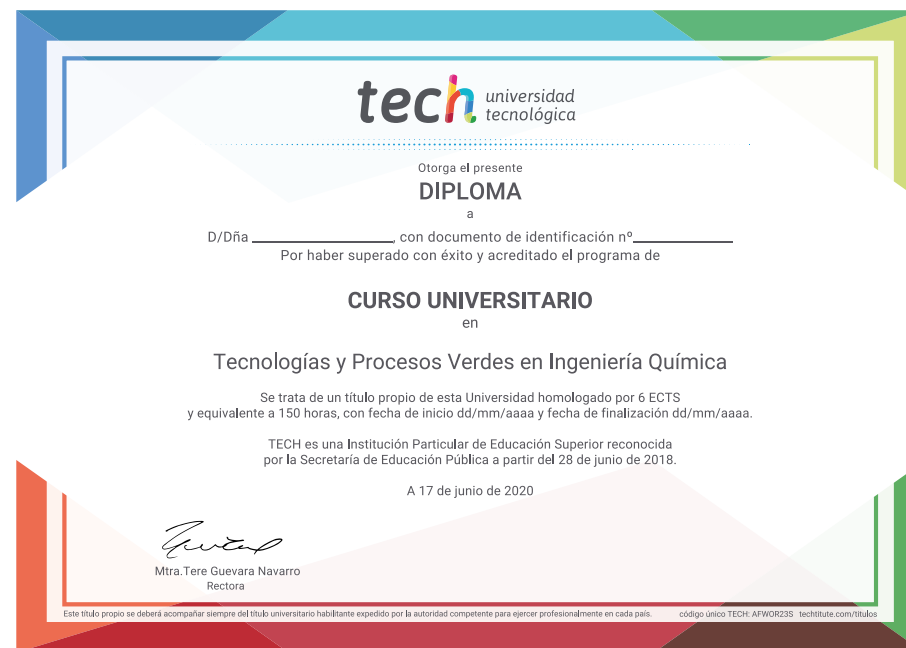 tech universidad
tecnológica
Otorga el presente
DIPLOMA
a
D/Dña ____________________, con documento de identificación nº______________
Por haber superado con éxito y acreditado el programa de
CURSO UNIVERSITARIO
en
Tecnologías y Procesos Verdes en Ingeniería Química
Se trata de un título propio de esta Universidad homologado por 6 ECTS
y equivalente a 150 horas, con fecha de inicio dd/mm/aaaa y fecha de finalización dd/mm/aaaa.
TECH es una Institución Particular de Educación Superior reconocida
por la Secretaría de Educación Pública a partir del 28 de junio de 2018.
A 17 de junio de 2020
Mtra.Tere Guevara Navarro
Rectora
Este título propio se deberá acompañar siempre del título universitario habilitante expedido por la autoridad competente para ejercer profesionalmente en cada país. código único TECH: AFWOR23S techtitute.com/titulos